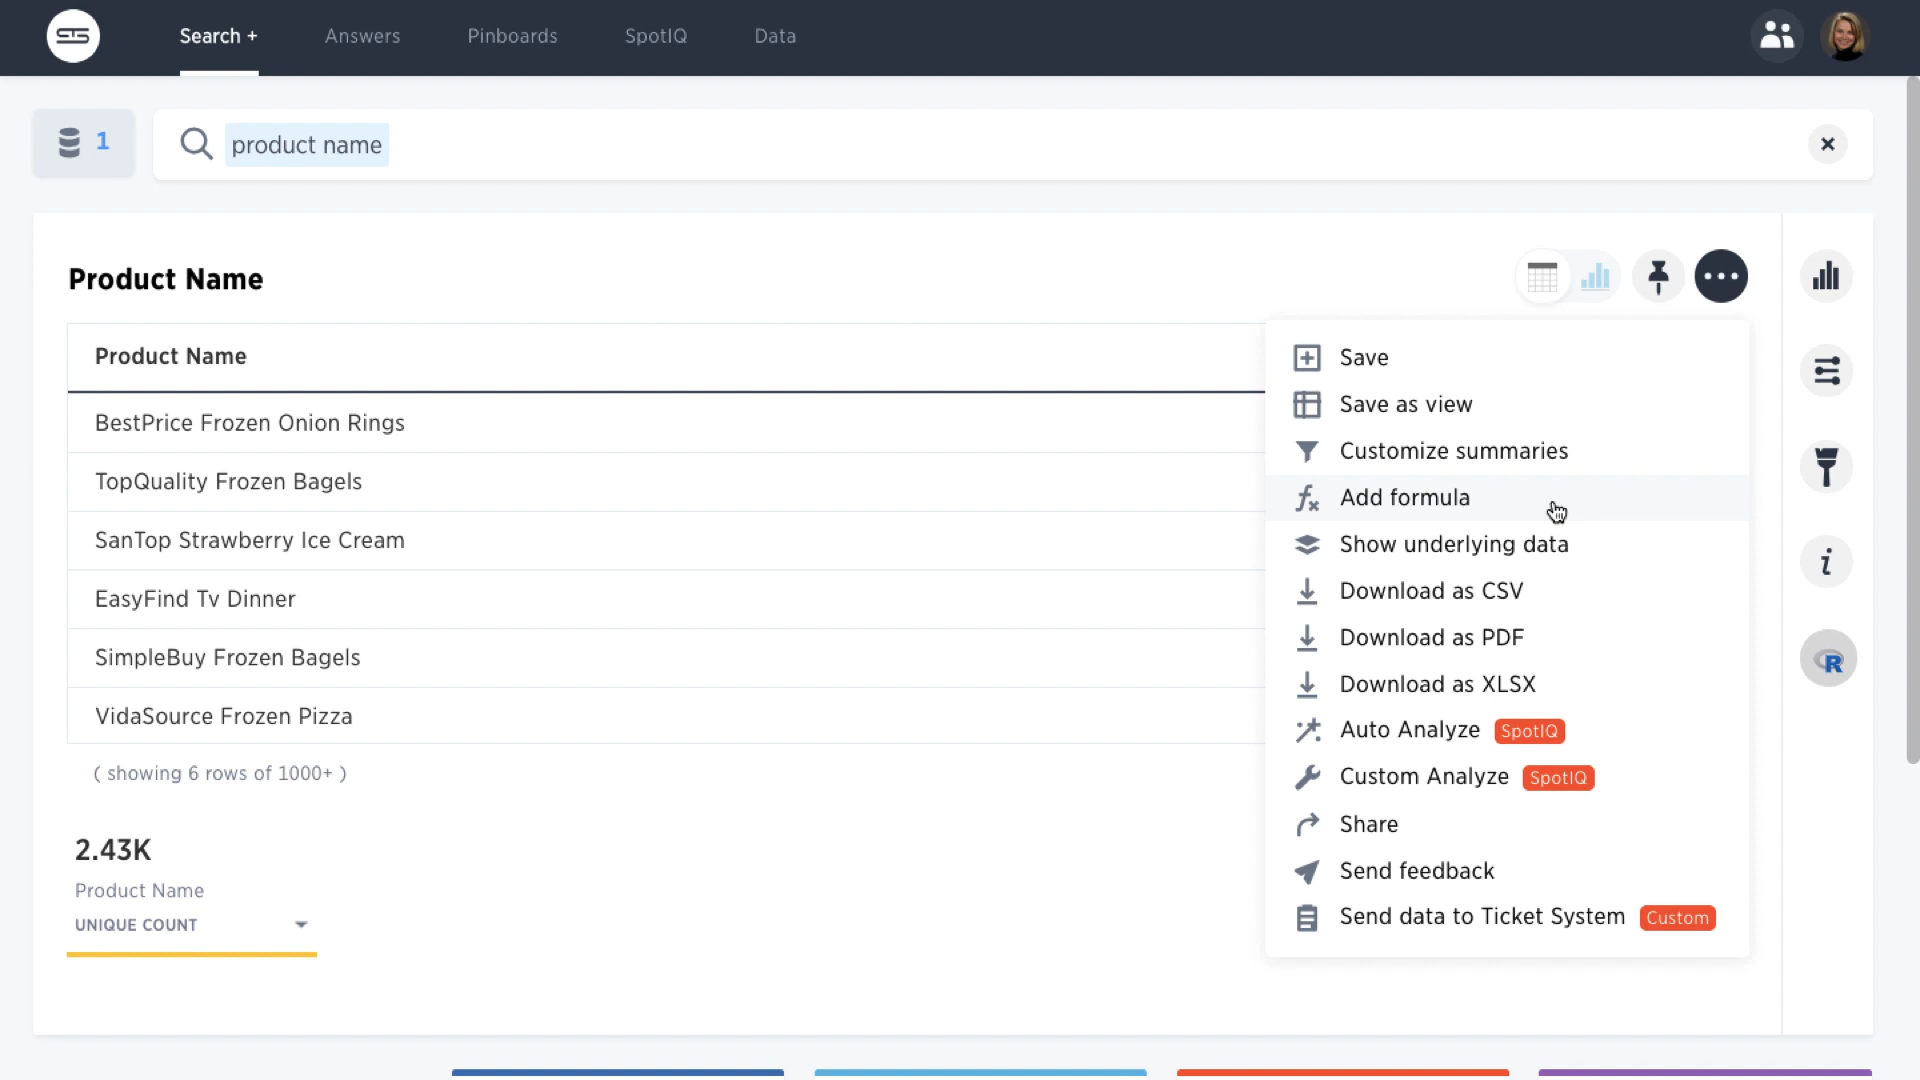 Search +
Answers
Pinboards
SpotIQ
Data
1
product name
Product Name
Product Name
BestPrice Frozen Onion Rings
TopQuality Frozen Bagels
SanTop Strawberry Ice Cream
EasyFind Tv Dinner
SimpleBuy Frozen Bagels
VidaSource Frozen Pizza
( showing 6 rows of 1000+ )
2.43K
Product Name
UNIQUE COUNT
Save
Save as view
Customize summaries
Add formula
Show underlying data
Download as CSV
Download as PDF
Download as XLSX
Auto Analyze SpotIQ
Custom Analyze SpotIQ
Share
Send feedback
Send data to Ticket System Custom
R